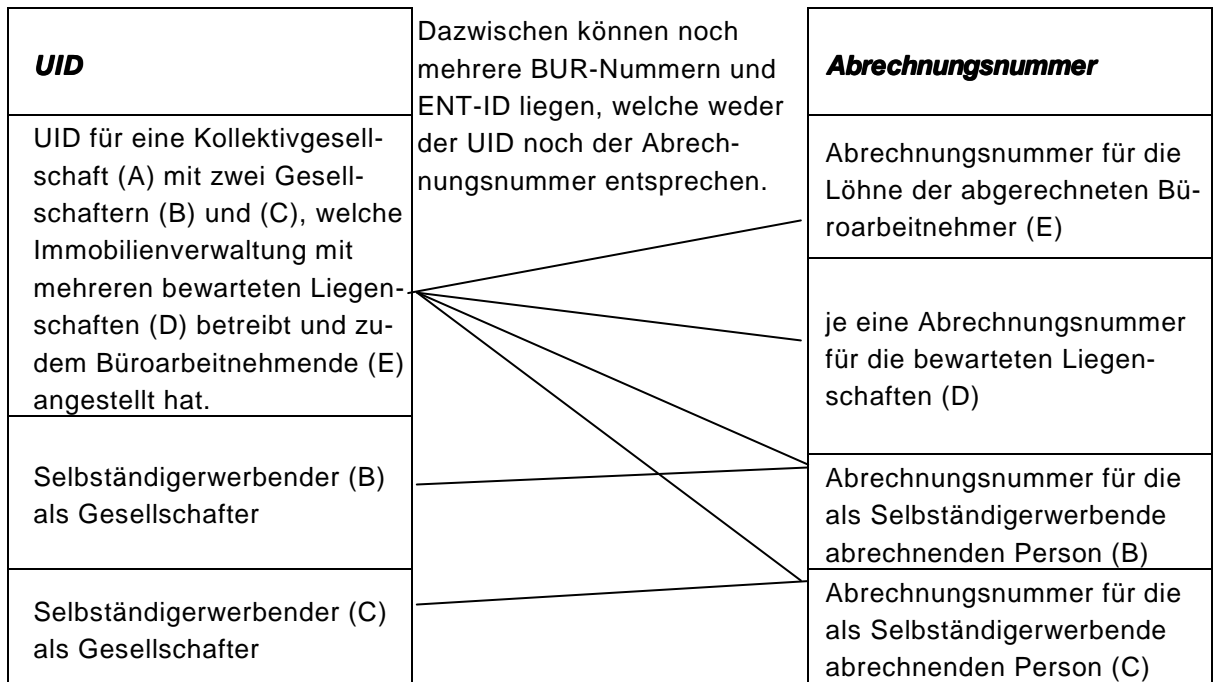 UID
UID für eine Kollektivgesell-
schaft (A) mit zwei Gesell-
schaftern (B) und (C), welche
Immobilienverwaltung mit
mehreren bewarteten Liegen-
schaften (D) betreibt und zu-
dem Büroarbeitnehmende (E)
angestellt hat.
Selbständigerwerbender (B)
als Gesellschafter
Selbständigerwerbender (C)
als Gesellschafter
Dazwischen können noch
mehrere BUR-Nummern und
ENT-ID liegen, welche weder
der UID noch der Abrech-
nungsnummer entsprechen.
Abrechnungsnummer
Abrechnungsnummer für die
Löhne der abgerechneten Bü-
roarbeitnehmer (E)
je eine Abrechnungsnummer
für die bewarteten Liegen-
schaften (D)
Abrechnungsnummer für die
als Selbständigerwerbende
abrechnenden Person (B)
Abrechnungsnummer für die
als Selbständigerwerbende
abrechnenden Person (C)